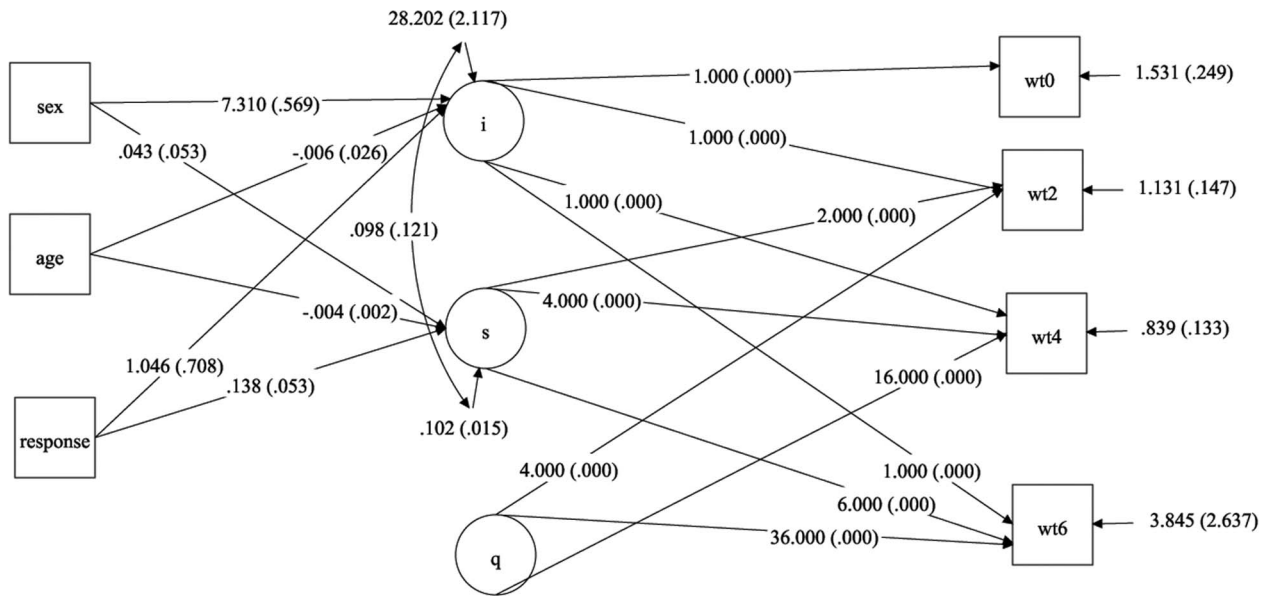 28.202 (2.117)
sex
7.310 (.569)
i
1.000 (.000)
wt0
1.531 (.249)
.043 (.053)
-.006 (.026)
1.000 (.000)
1.000 (.000)
2.000 (.000)
wt2
1.131 (.147)
age
.098 (.121)
-.004 (.002)
s
4.000 (.000)
wt4
.839 (.133)
1.046 (.708)
.138 (.053)
16.000 (.000)
response
.102 (.015)
4.000 (.000)
1.000 (.000)
6.000 (.000)
36.000 (.000)
wt6
3.845 (2.637)
q